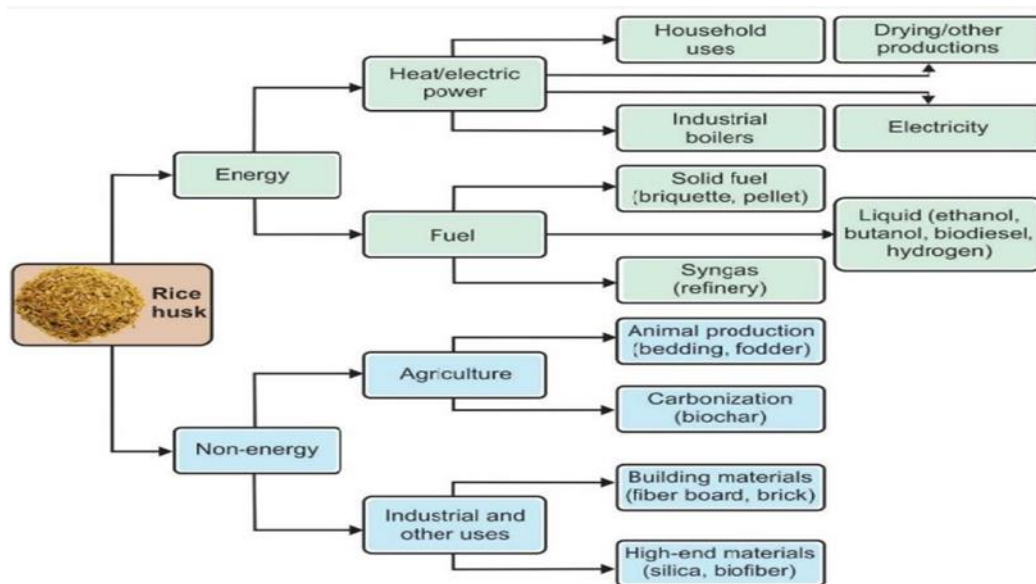 Household
uses
Drying/other
productions
Heat/electric
power
Industrial
boilers
Electricity
Energy
Solid fuel
(briquette, pellet)
Fuel
Liquid (ethanol,
butanol, biodiesel,
hydrogen)
Syngas
(refinery)
Rice
husk
Animal production
(bedding, fodder)
Agriculture
Carbonization
(biochar)
Non-energy
Building materials
(fiber board, brick)
Industrial and
other uses
High-end materials
(silica, biofiber)